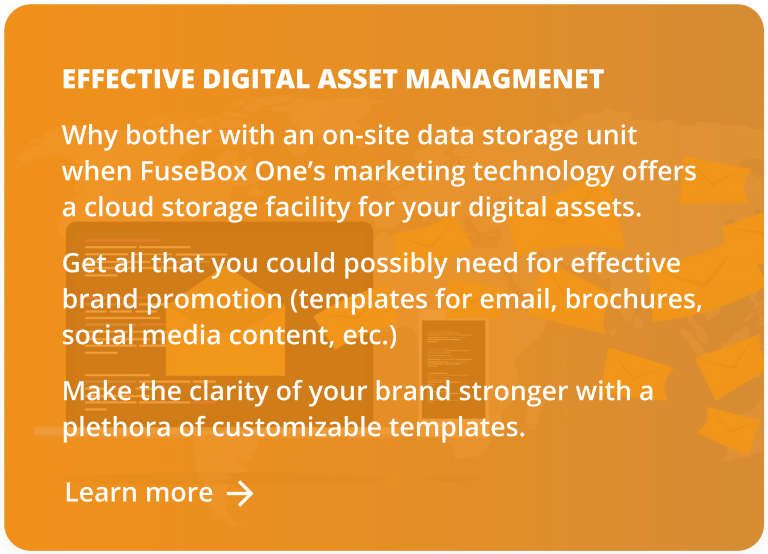 EFFECTIVE DIGITAL ASSET MANAGMENET
Why bother with an on-site data storage unit
when FuseBox One’s marketing technology offers
a cloud storage facility for your digital assets.
Get all that you could possibly need for effective
brand promotion (templates for email, brochures,
social media content, etc.)
Make the clarity of your brand stronger with a
plethora of customizable templates.
Learn more →